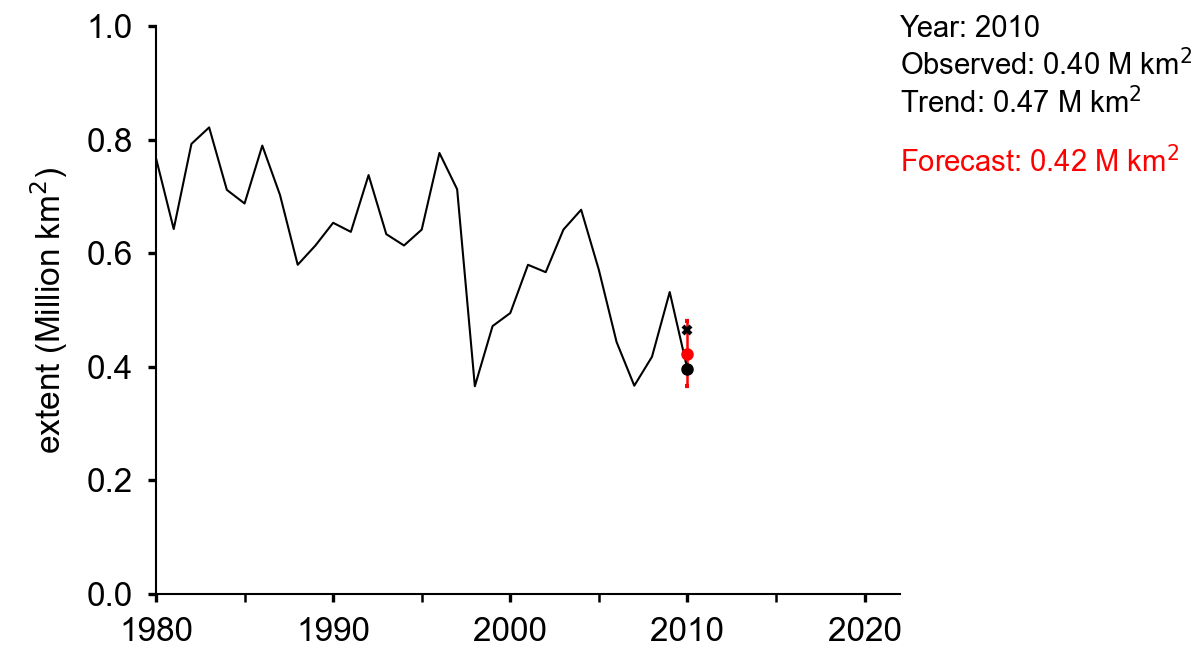 1.0
0.8
0.6
0.4
0.2
0.0
extent (Million km²)
1980 1990 2000 2010 2020
Year: 2010
Observed: 0.40 M km²
Trend: 0.47 M km²
Forecast: 0.42 M km²